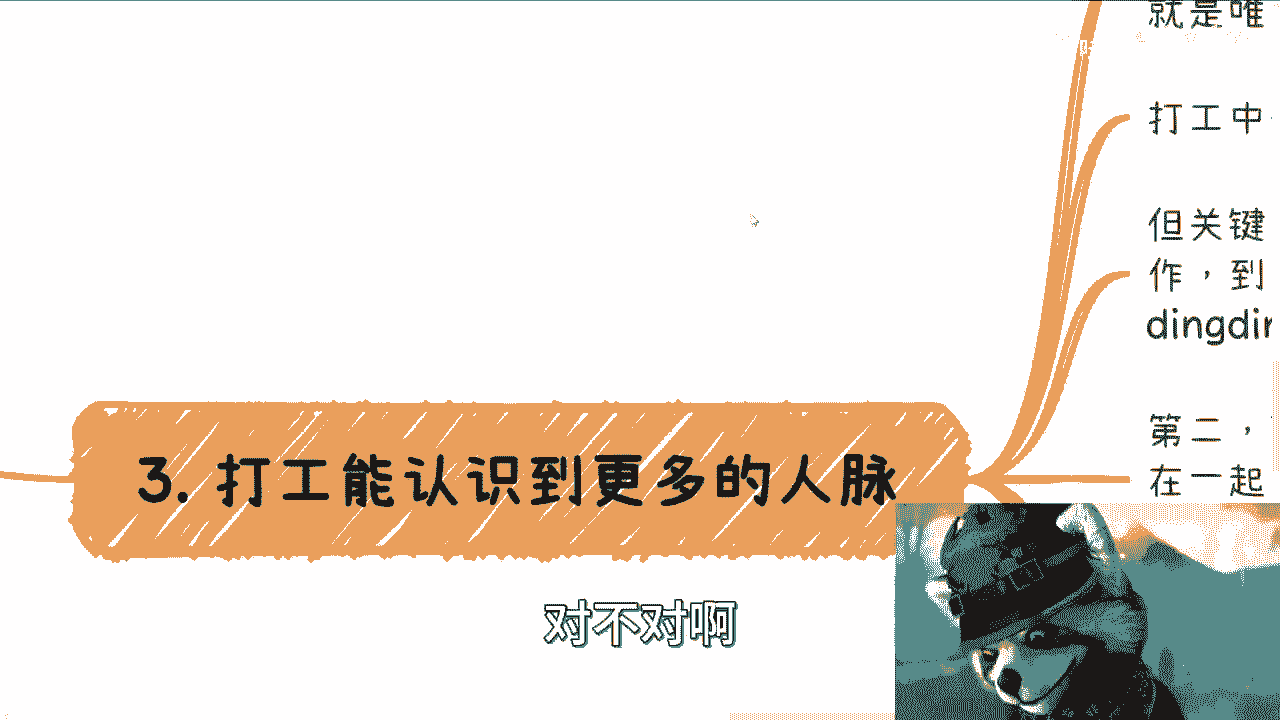 就是唯
打工中
但关键
作，到
dingdin
第二，
在一起
3. 打工能认识到更多的人脉
对不对啊